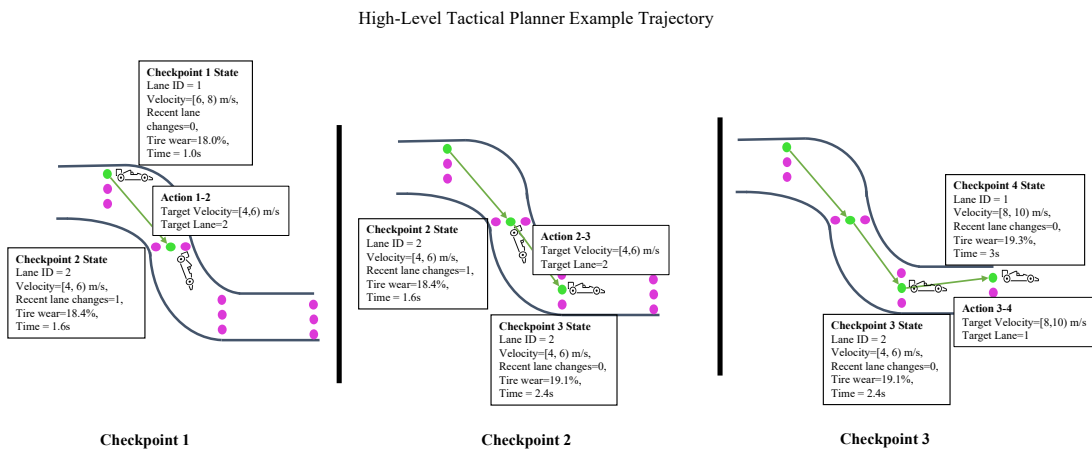 High-Level Tactical Planner Example Trajectory
Checkpoint 1 State
Lane ID = 1
Velocity=[6, 8) m/s,
Recent lane
changes=0,
Tire wear=18.0%,
Time = 1.0s
Action 1-2
Target Velocity=[4,6) m/s
Target Lane=2
Checkpoint 2 State
Lane ID = 2
Velocity=[4, 6) m/s,
Recent lane changes=1,
Tire wear=18.4%,
Time = 1.6s
Checkpoint 1
Checkpoint 2 State
Lane ID = 2
Velocity=[4, 6) m/s,
Recent lane changes=1,
Tire wear=18.4%,
Time = 1.6s
Action 2-3
Target Velocity=[4,6) m/s
Target Lane=2
Checkpoint 3 State
Lane ID = 2
Velocity=[4, 6) m/s,
Recent lane changes=0,
Tire wear=19.1%,
Time = 2.4s
Checkpoint 2
Checkpoint 4 State
Lane ID = 1
Velocity=[8, 10) m/s,
Recent lane changes=0,
Tire wear=19.3%,
Time = 3s
Action 3-4
Target Velocity=[8,10) m/s
Target Lane=1
Checkpoint 3 State
Lane ID = 2
Velocity=[4, 6) m/s,
Recent lane changes=0,
Tire wear=19.1%,
Time = 2.4s
Checkpoint 3